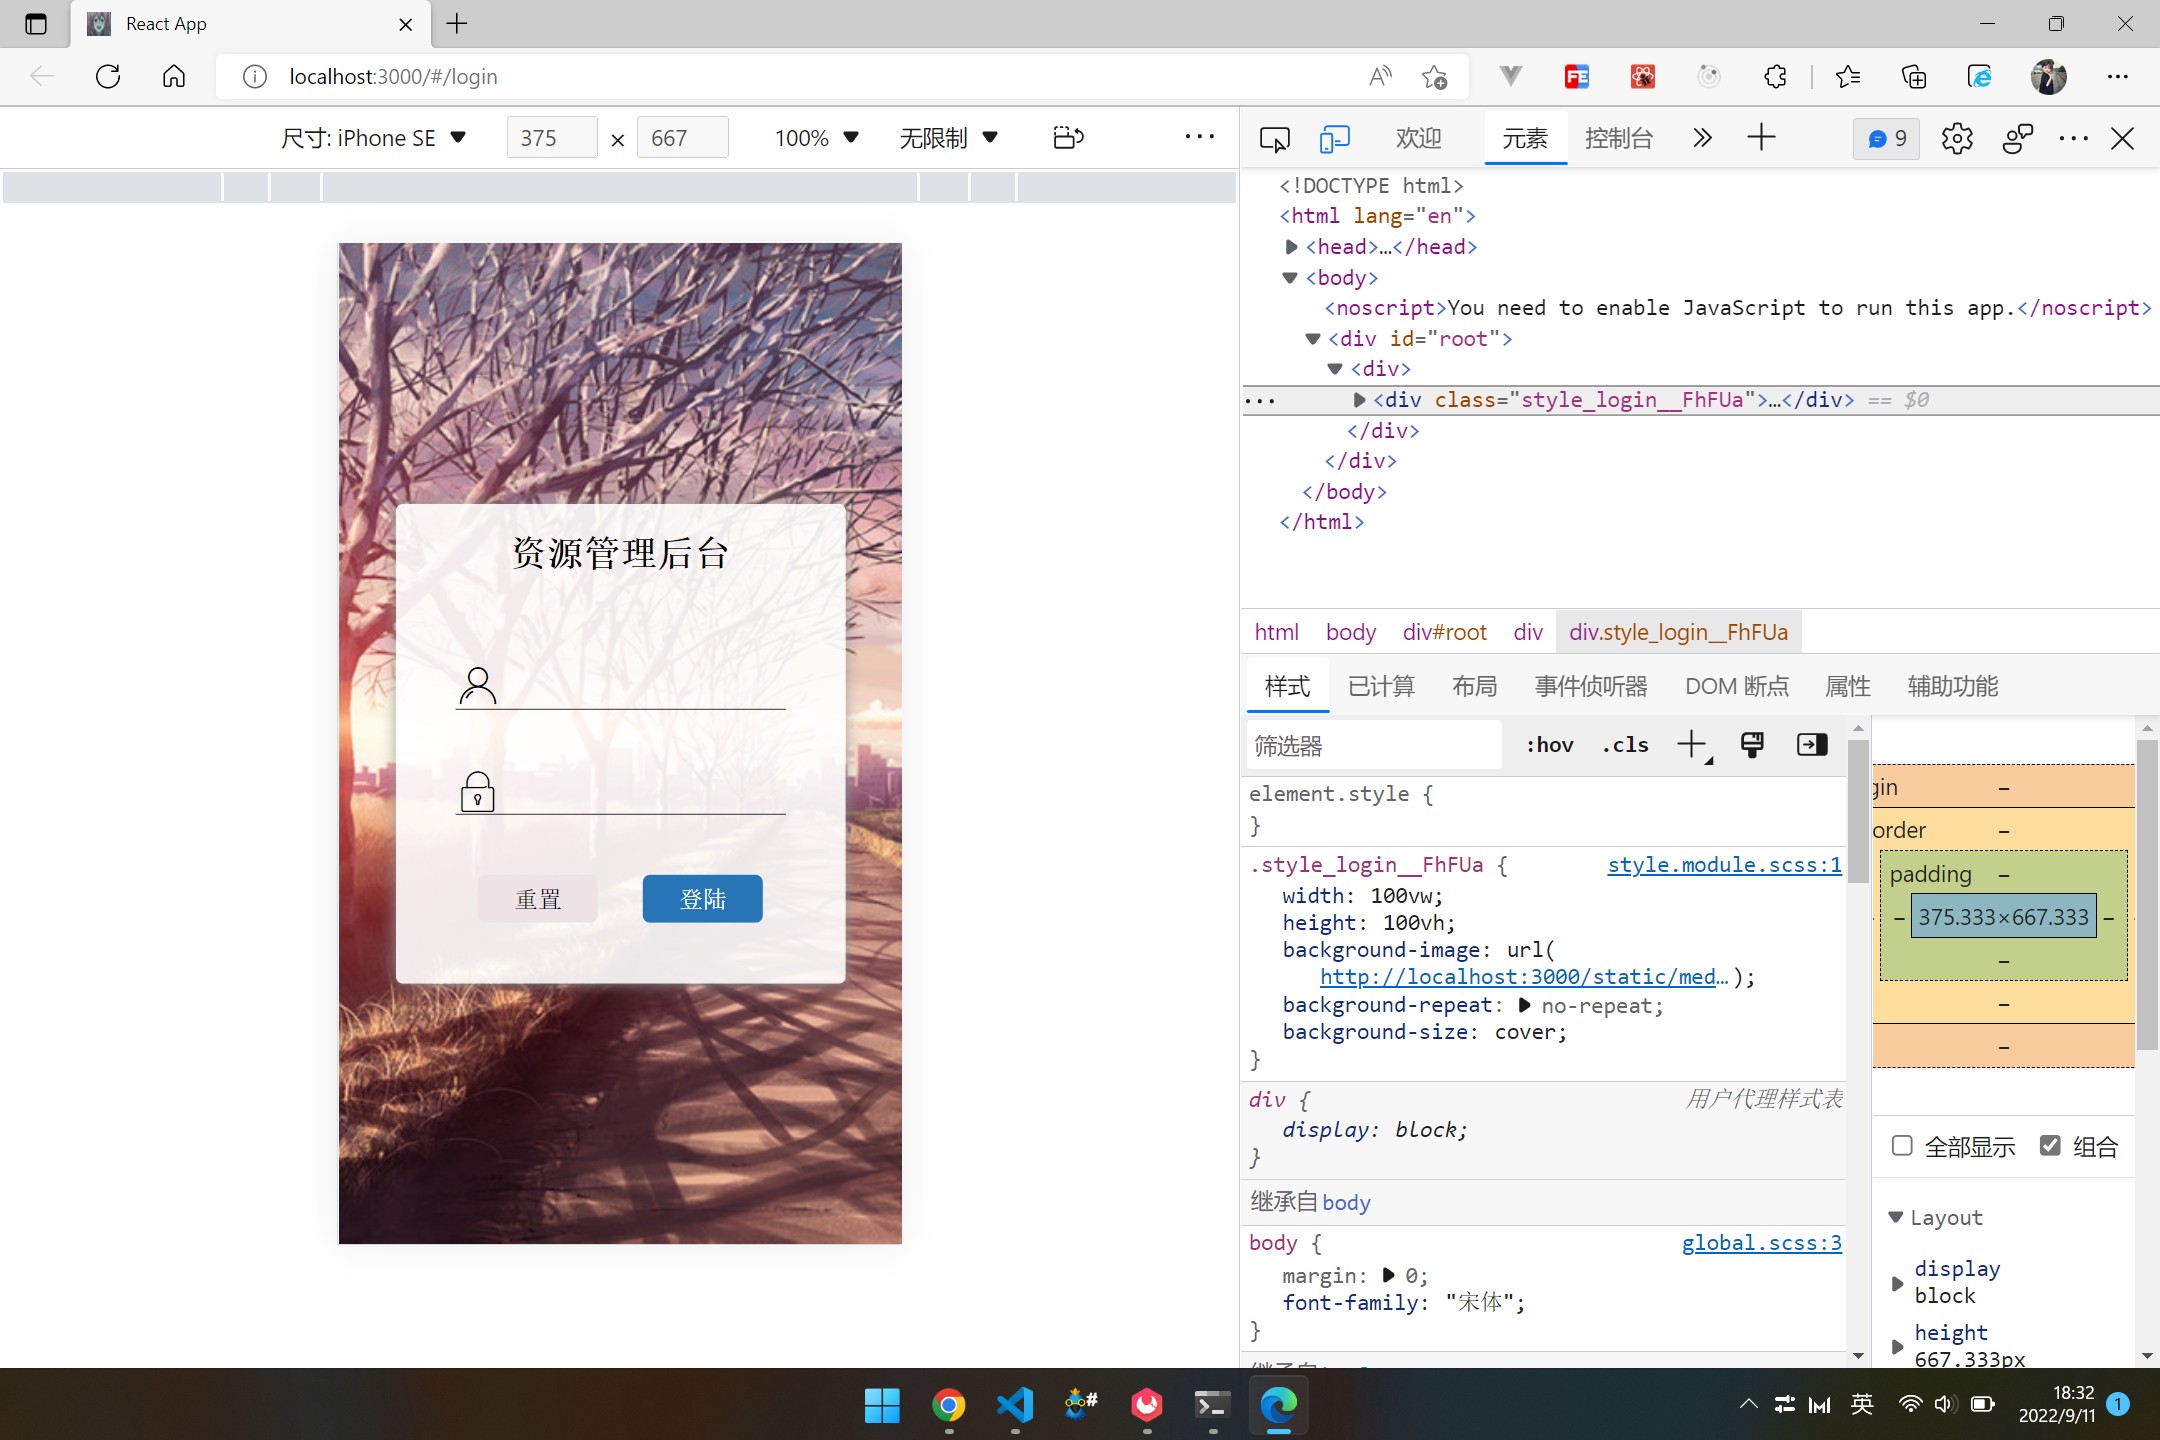 React App
localhost:3000/#/login
尺寸: iPhone SE
375 × 667
100%
无限制
欢迎
元素
控制台
9
资源管理后台
重置
登陆
<!DOCTYPE html>
<html lang="en">
<head>…</head>
<body>
<noscript>You need to enable JavaScript to run this app.</noscript>
<div id="root">
<div>
<div class="style_login__FhFUa">…</div> == $0
</div>
</div>
</body>
</html>
html body div#root div div.style_login__FhFUa
样式 已计算 布局 事件侦听器 DOM 断点 属性 辅助功能
筛选器
:hov .cls
element.style {
}
.style_login__FhFUa { style.module.scss:1
width: 100vw;
height: 100vh;
background-image: url(
http://localhost:3000/static/med… );
background-repeat: no-repeat;
background-size: cover;
}
div { 用户代理样式表
display: block;
}
继承自 body
body { global.scss:3
margin: 0;
font-family: "宋体";
}
gin –
order –
padding –
– 375.333×667.333 –
–
–
–
全部显示 组合
Layout
display
block
height
667.333px
英
18:32
2022/9/11
1